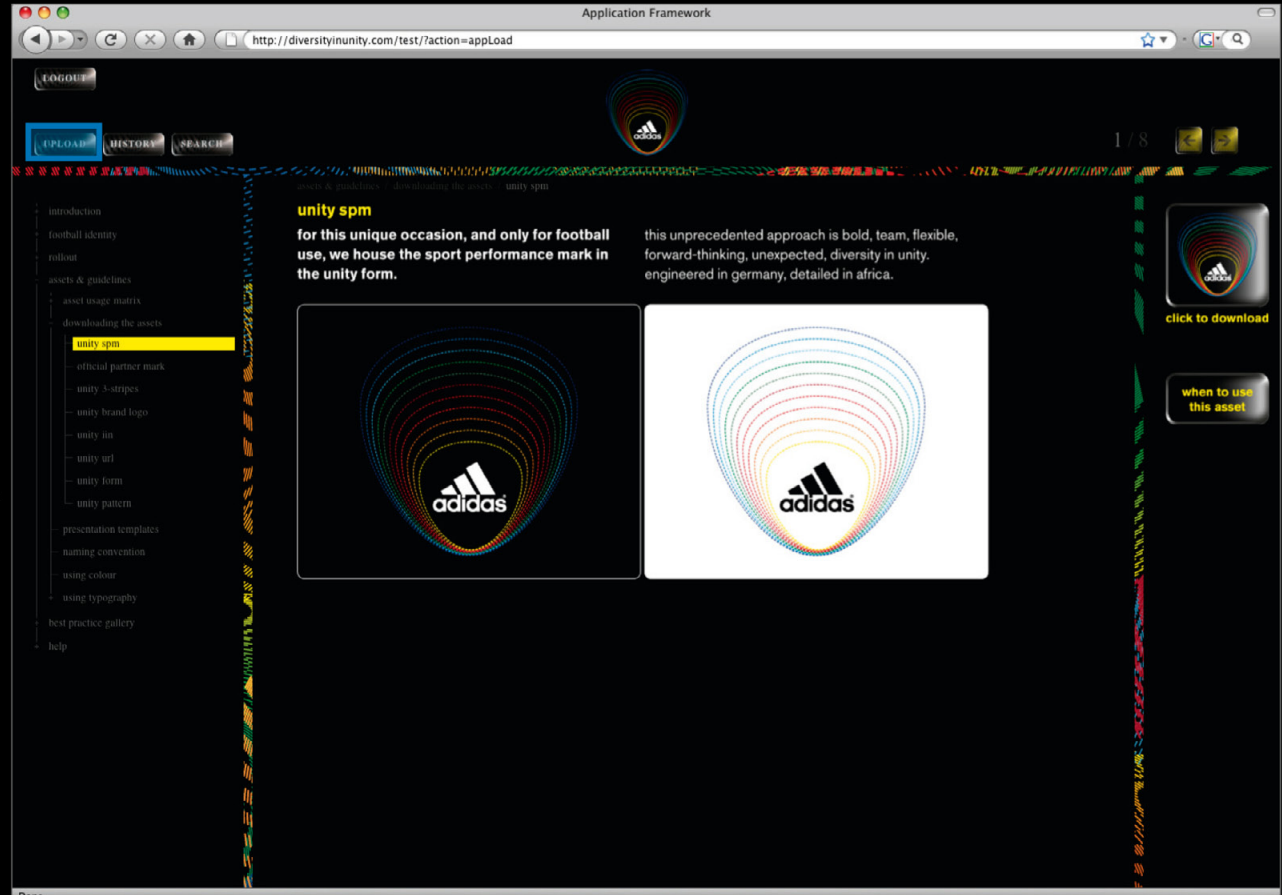 Application Framework
http://diversityinunity.com/test/?action=appLoad
LOGOUT
adidas
UPLOAD
HISTORY
SEARCH
1 / 8
assets & guidelines / downloading the assets / unity spm
introduction
football identity
rollout
assets & guidelines
asset usage matrix
downloading the assets
unity spm
official partner mark
unity 3-stripes
unity brand logo
unity iin
unity url
unity form
unity pattern
presentation templates
naming convention
using colour
using typography
best practice gallery
help
unity spm
for this unique occasion, and only for football
use, we house the sport performance mark in
the unity form.
this unprecedented approach is bold, team, flexible,
forward-thinking, unexpected, diversity in unity.
engineered in germany, detailed in africa.
adidas®
adidas®
adidas
click to download
when to use
this asset
Done